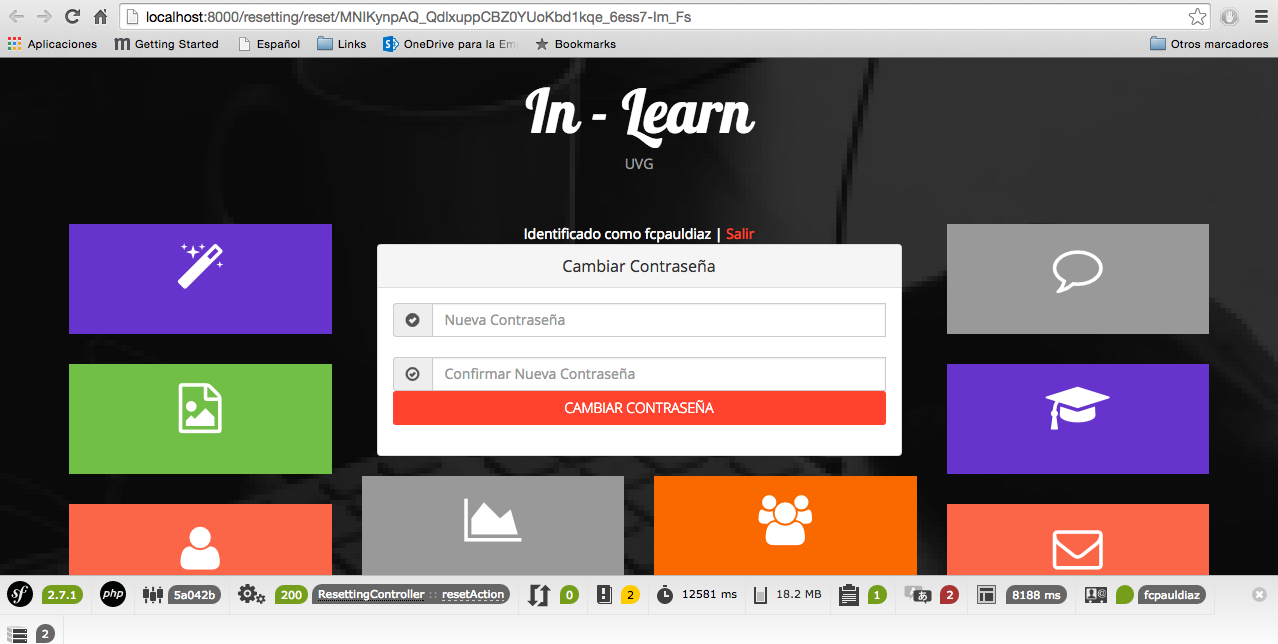 localhost:8000/resetting/reset/MNIKynpAQ_QdlxuppCBZ0YUoKbd1kqe_6ess7-Im_Fs
Aplicaciones m Getting Started Español Links OneDrive para la Em Bookmarks Otros marcadores
In - Learn
UVG
Identificado como fcpauldiaz | Salir
Cambiar Contraseña
Nueva Contraseña
Confirmar Nueva Contraseña
CAMBIAR CONTRASEÑA
sf 2.7.1 php 5a042b 200 ResettingController :: resetAction 0 2 12581 ms 18.2 MB 1 あ 2 8188 ms fcpauldiaz
2